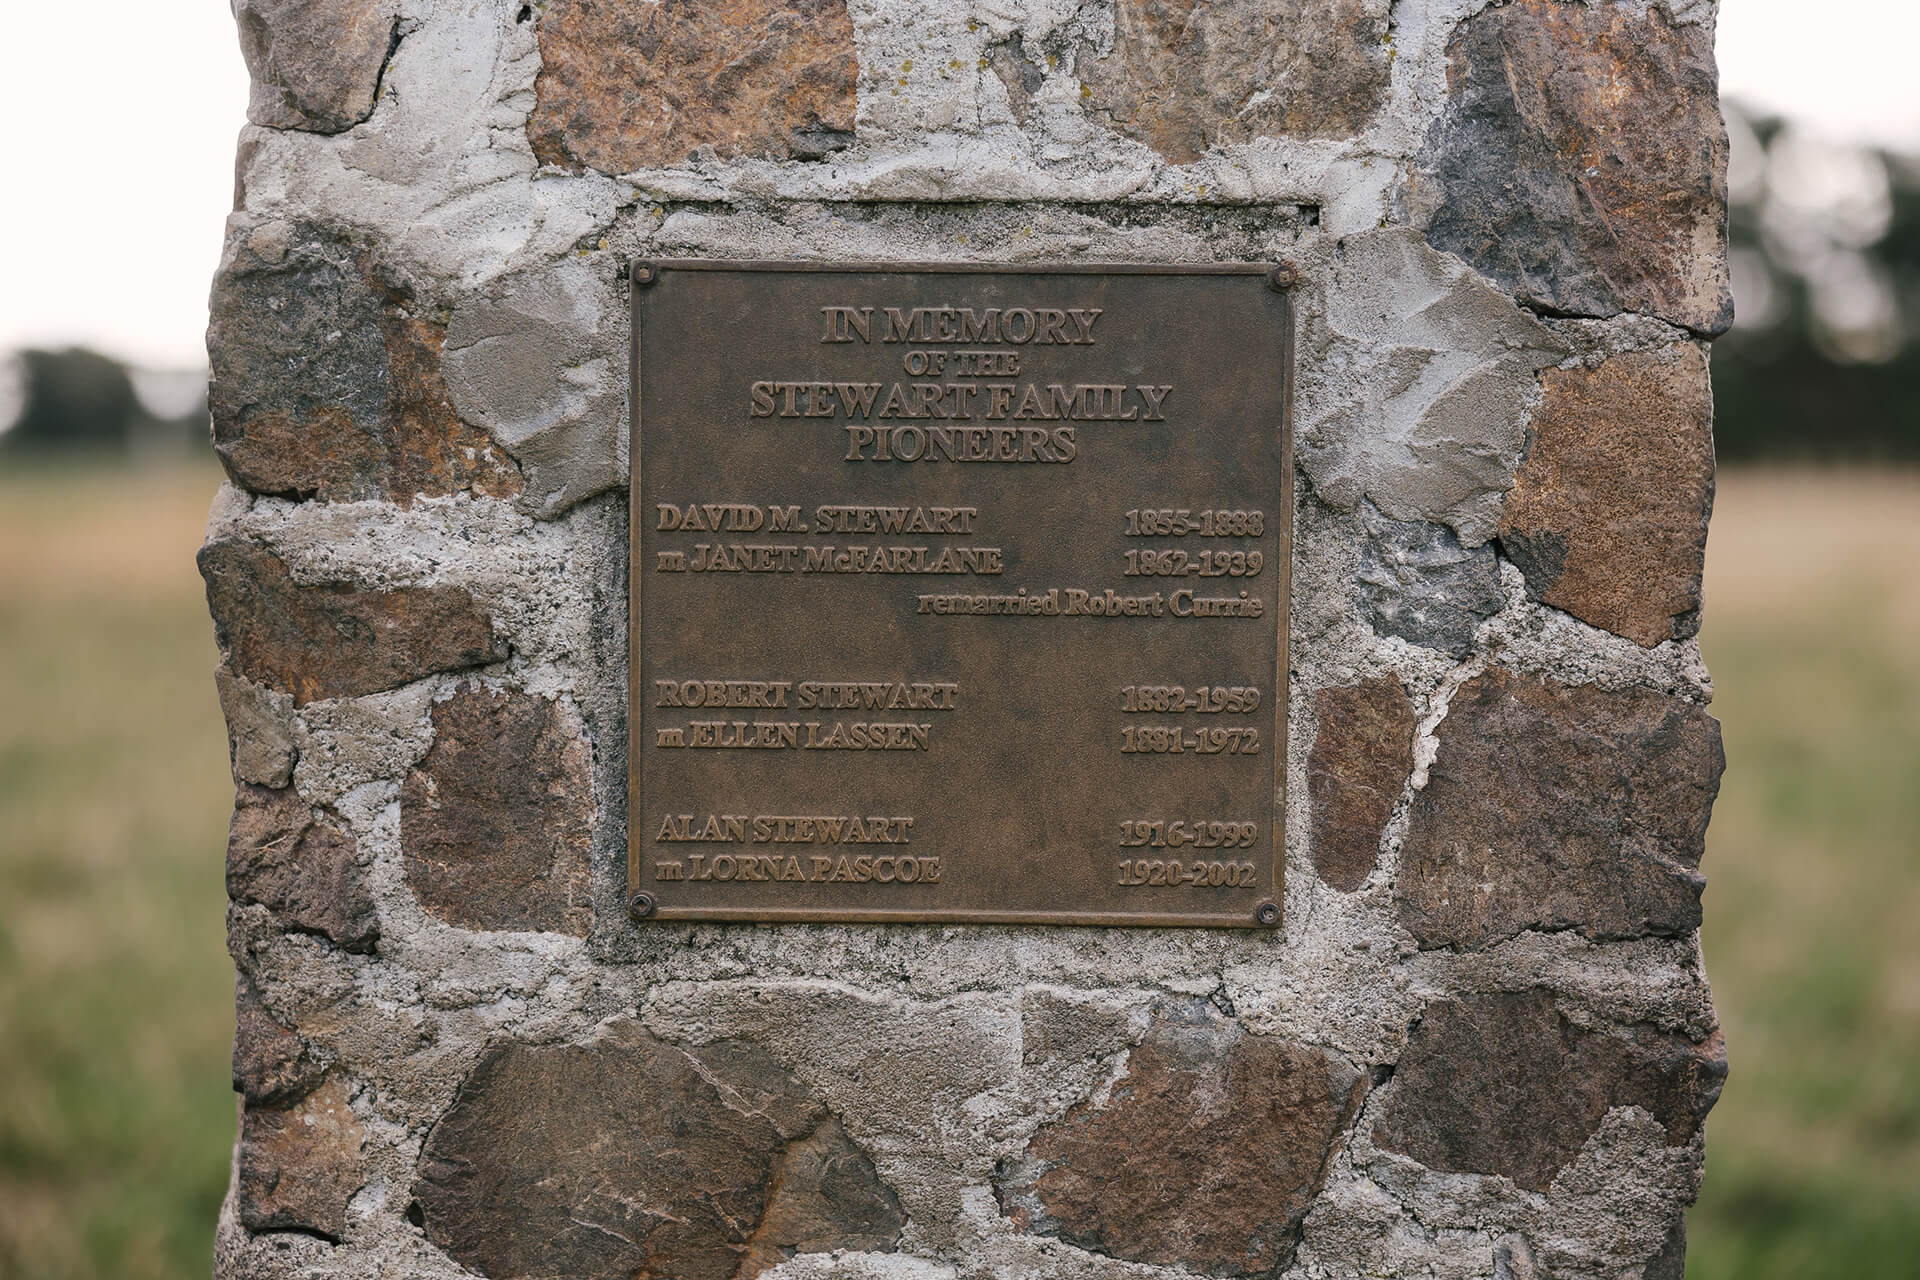 IN MEMORY
OF THE
STEWART FAMILY
PIONEERS
DAVID M. STEWART 1855-1888
m JANET McFARLANE 1862-1939
remarried Robert Currie
ROBERT STEWART 1882-1959
m ELLEN LASSEN 1881-1972
ALAN STEWART 1916-1999
m LORNA PASCOE 1920-2002